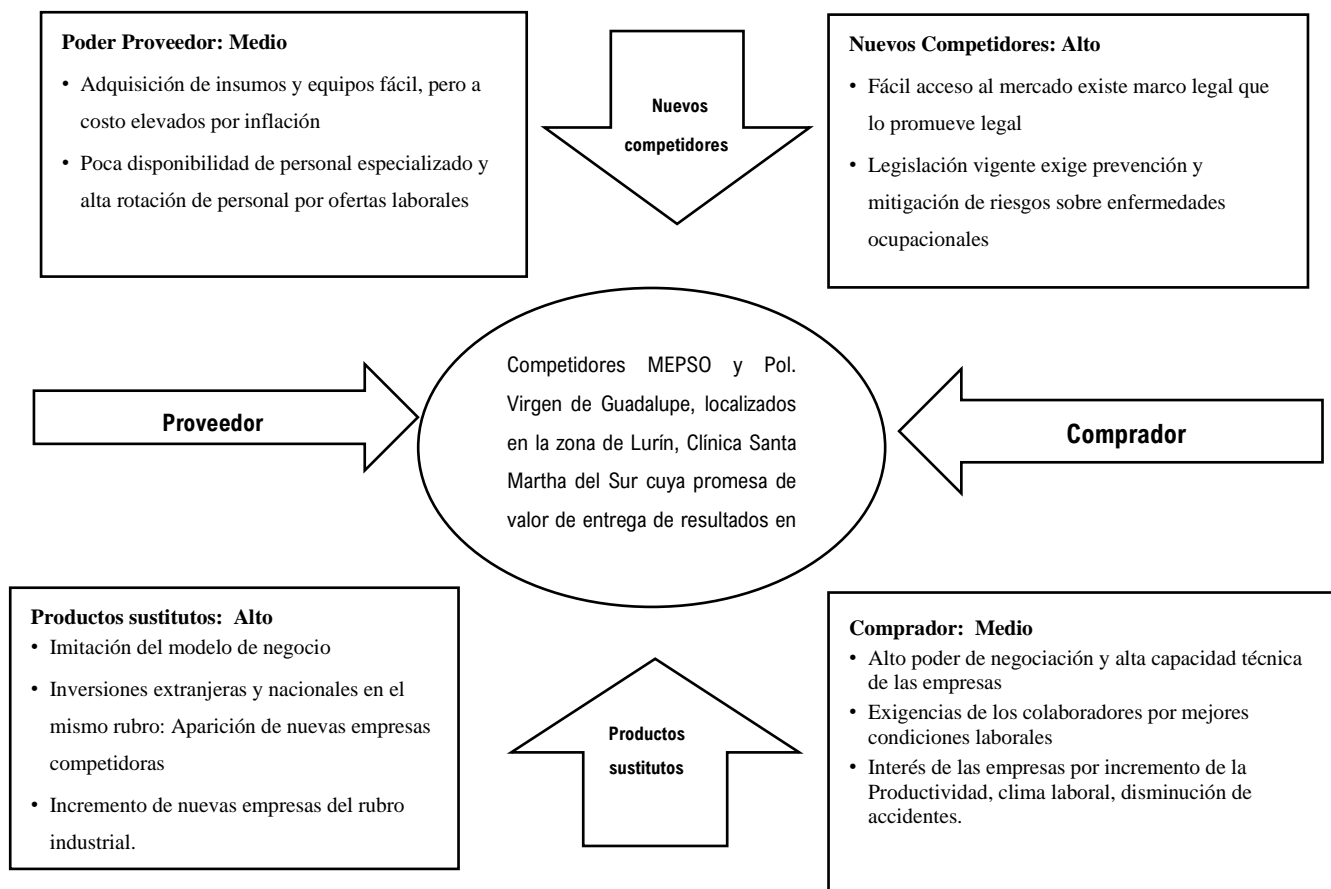 Poder Proveedor: Medio
• Adquisición de insumos y equipos fácil, pero a
costo elevados por inflación
• Poca disponibilidad de personal especializado y
alta rotación de personal por ofertas laborales
Nuevos
competidores
Nuevos Competidores: Alto
• Fácil acceso al mercado existe marco legal que
lo promueve legal
• Legislación vigente exige prevención y
mitigación de riesgos sobre enfermedades
ocupacionales
Proveedor
Competidores MEPSO y Pol.
Virgen de Guadalupe, localizados
en la zona de Lurín, Clínica Santa
Martha del Sur cuya promesa de
valor de entrega de resultados en
Comprador
Productos sustitutos: Alto
• Imitación del modelo de negocio
• Inversiones extranjeras y nacionales en el
mismo rubro: Aparición de nuevas empresas
competidoras
• Incremento de nuevas empresas del rubro
industrial.
Productos
sustitutos
Comprador: Medio
• Alto poder de negociación y alta capacidad técnica
de las empresas
• Exigencias de los colaboradores por mejores
condiciones laborales
• Interés de las empresas por incremento de la
Productividad, clima laboral, disminución de
accidentes.